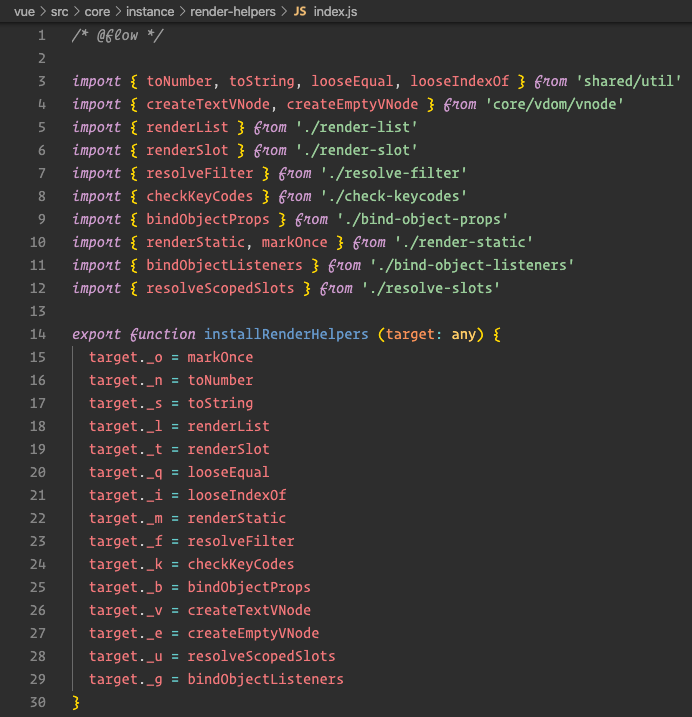 vue > src > core > instance > render-helpers > JS index.js
1 /* @flow */
2
3 import { toNumber, toString, looseEqual, looseIndexOf } from 'shared/util'
4 import { createTextVNode, createEmptyVNode } from 'core/vdom/vnode'
5 import { renderList } from './render-list'
6 import { renderSlot } from './render-slot'
7 import { resolveFilter } from './resolve-filter'
8 import { checkKeyCodes } from './check-keycodes'
9 import { bindObjectProps } from './bind-object-props'
10 import { renderStatic, markOnce } from './render-static'
11 import { bindObjectListeners } from './bind-object-listeners'
12 import { resolveScopedSlots } from './resolve-slots'
13
14 export function installRenderHelpers (target: any) {
15 target._o = markOnce
16 target._n = toNumber
17 target._s = toString
18 target._l = renderList
19 target._t = renderSlot
20 target._q = looseEqual
21 target._i = looseIndexOf
22 target._m = renderStatic
23 target._f = resolveFilter
24 target._k = checkKeyCodes
25 target._b = bindObjectProps
26 target._v = createTextVNode
27 target._e = createEmptyVNode
28 target._u = resolveScopedSlots
29 target._g = bindObjectListeners
30 }